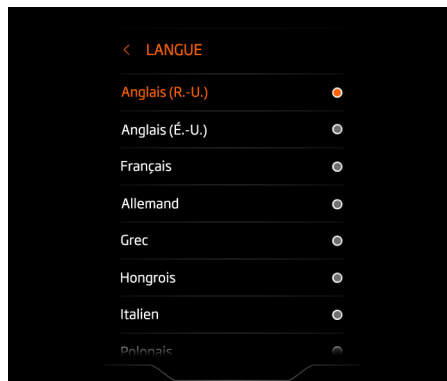 < LANGUE
Anglais (R.-U.)
Anglais (É.-U.)
Français
Allemand
Grec
Hongrois
Italien
Polonais